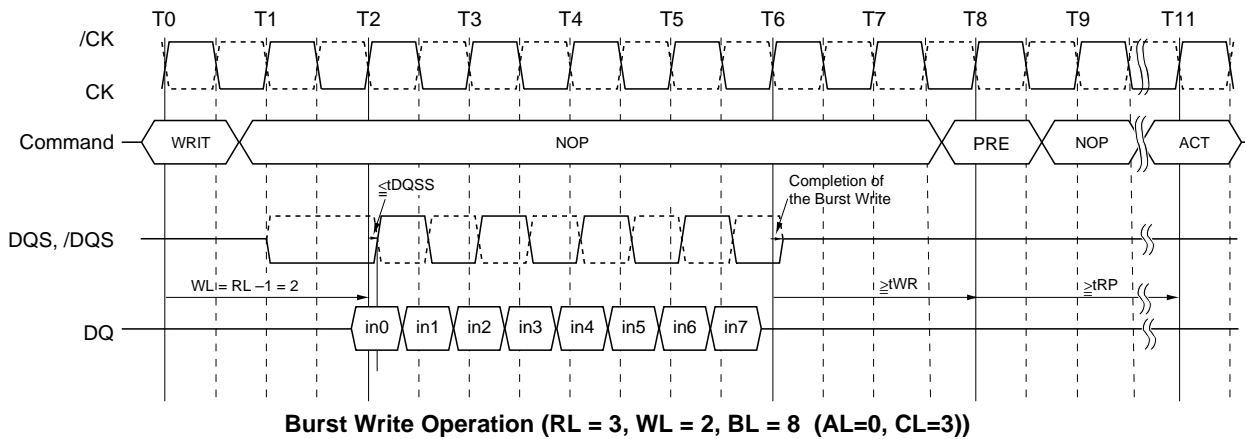 T0 T1 T2 T3 T4 T5 T6 T7 T8 T9 T11
/CK
CK
Command WRIT NOP PRE NOP ACT
≦tDQSS
Completion of
the Burst Write
DQS, /DQS
WL = RL –1 = 2 ≧tWR ≧tRP
DQ in0 in1 in2 in3 in4 in5 in6 in7
Burst Write Operation (RL = 3, WL = 2, BL = 8 (AL=0, CL=3))